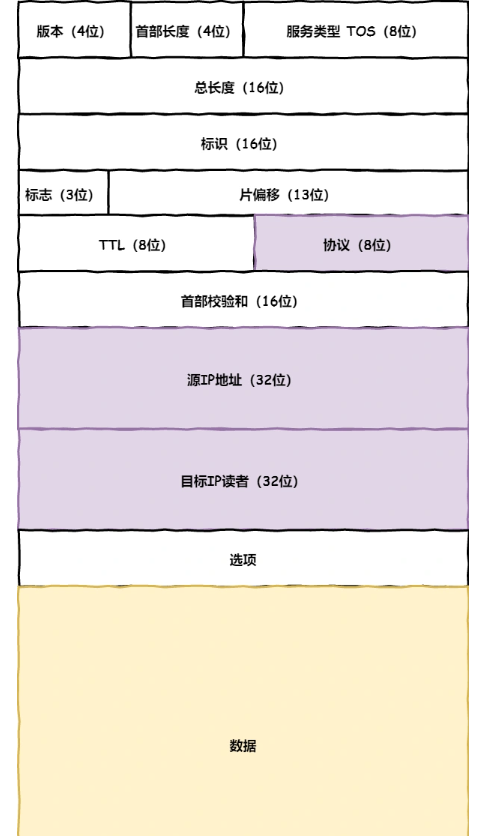 版本（4位） 首部长度（4位） 服务类型 TOS（8位）
总长度（16位）
标识（16位）
标志（3位） 片偏移（13位）
TTL（8位） 协议（8位）
首部校验和（16位）
源IP地址（32位）
目标IP读者（32位）
选项
数据